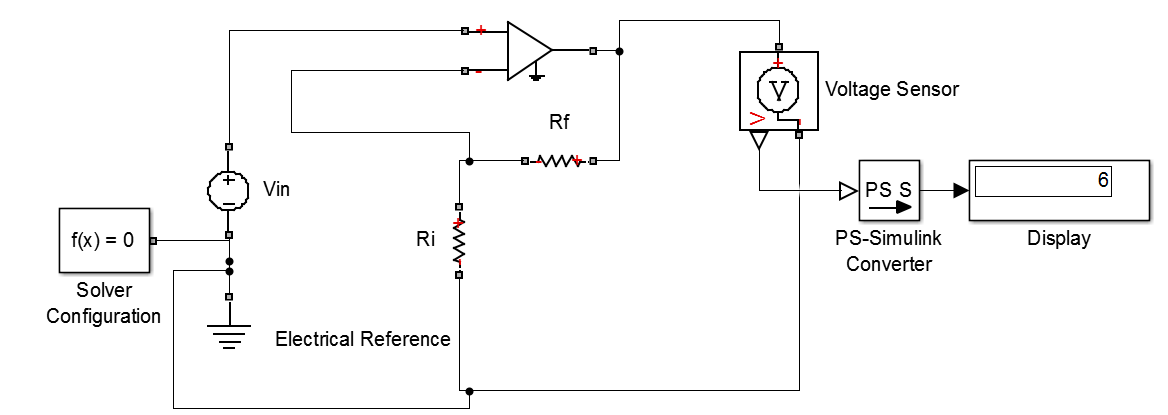 +
-
Rf
+
V
>
-
Voltage Sensor
- +
+
−
Vin
f(x) = 0
Solver
Configuration
Ri
+
-
PS S
PS-Simulink
Converter
6
Display
Electrical Reference